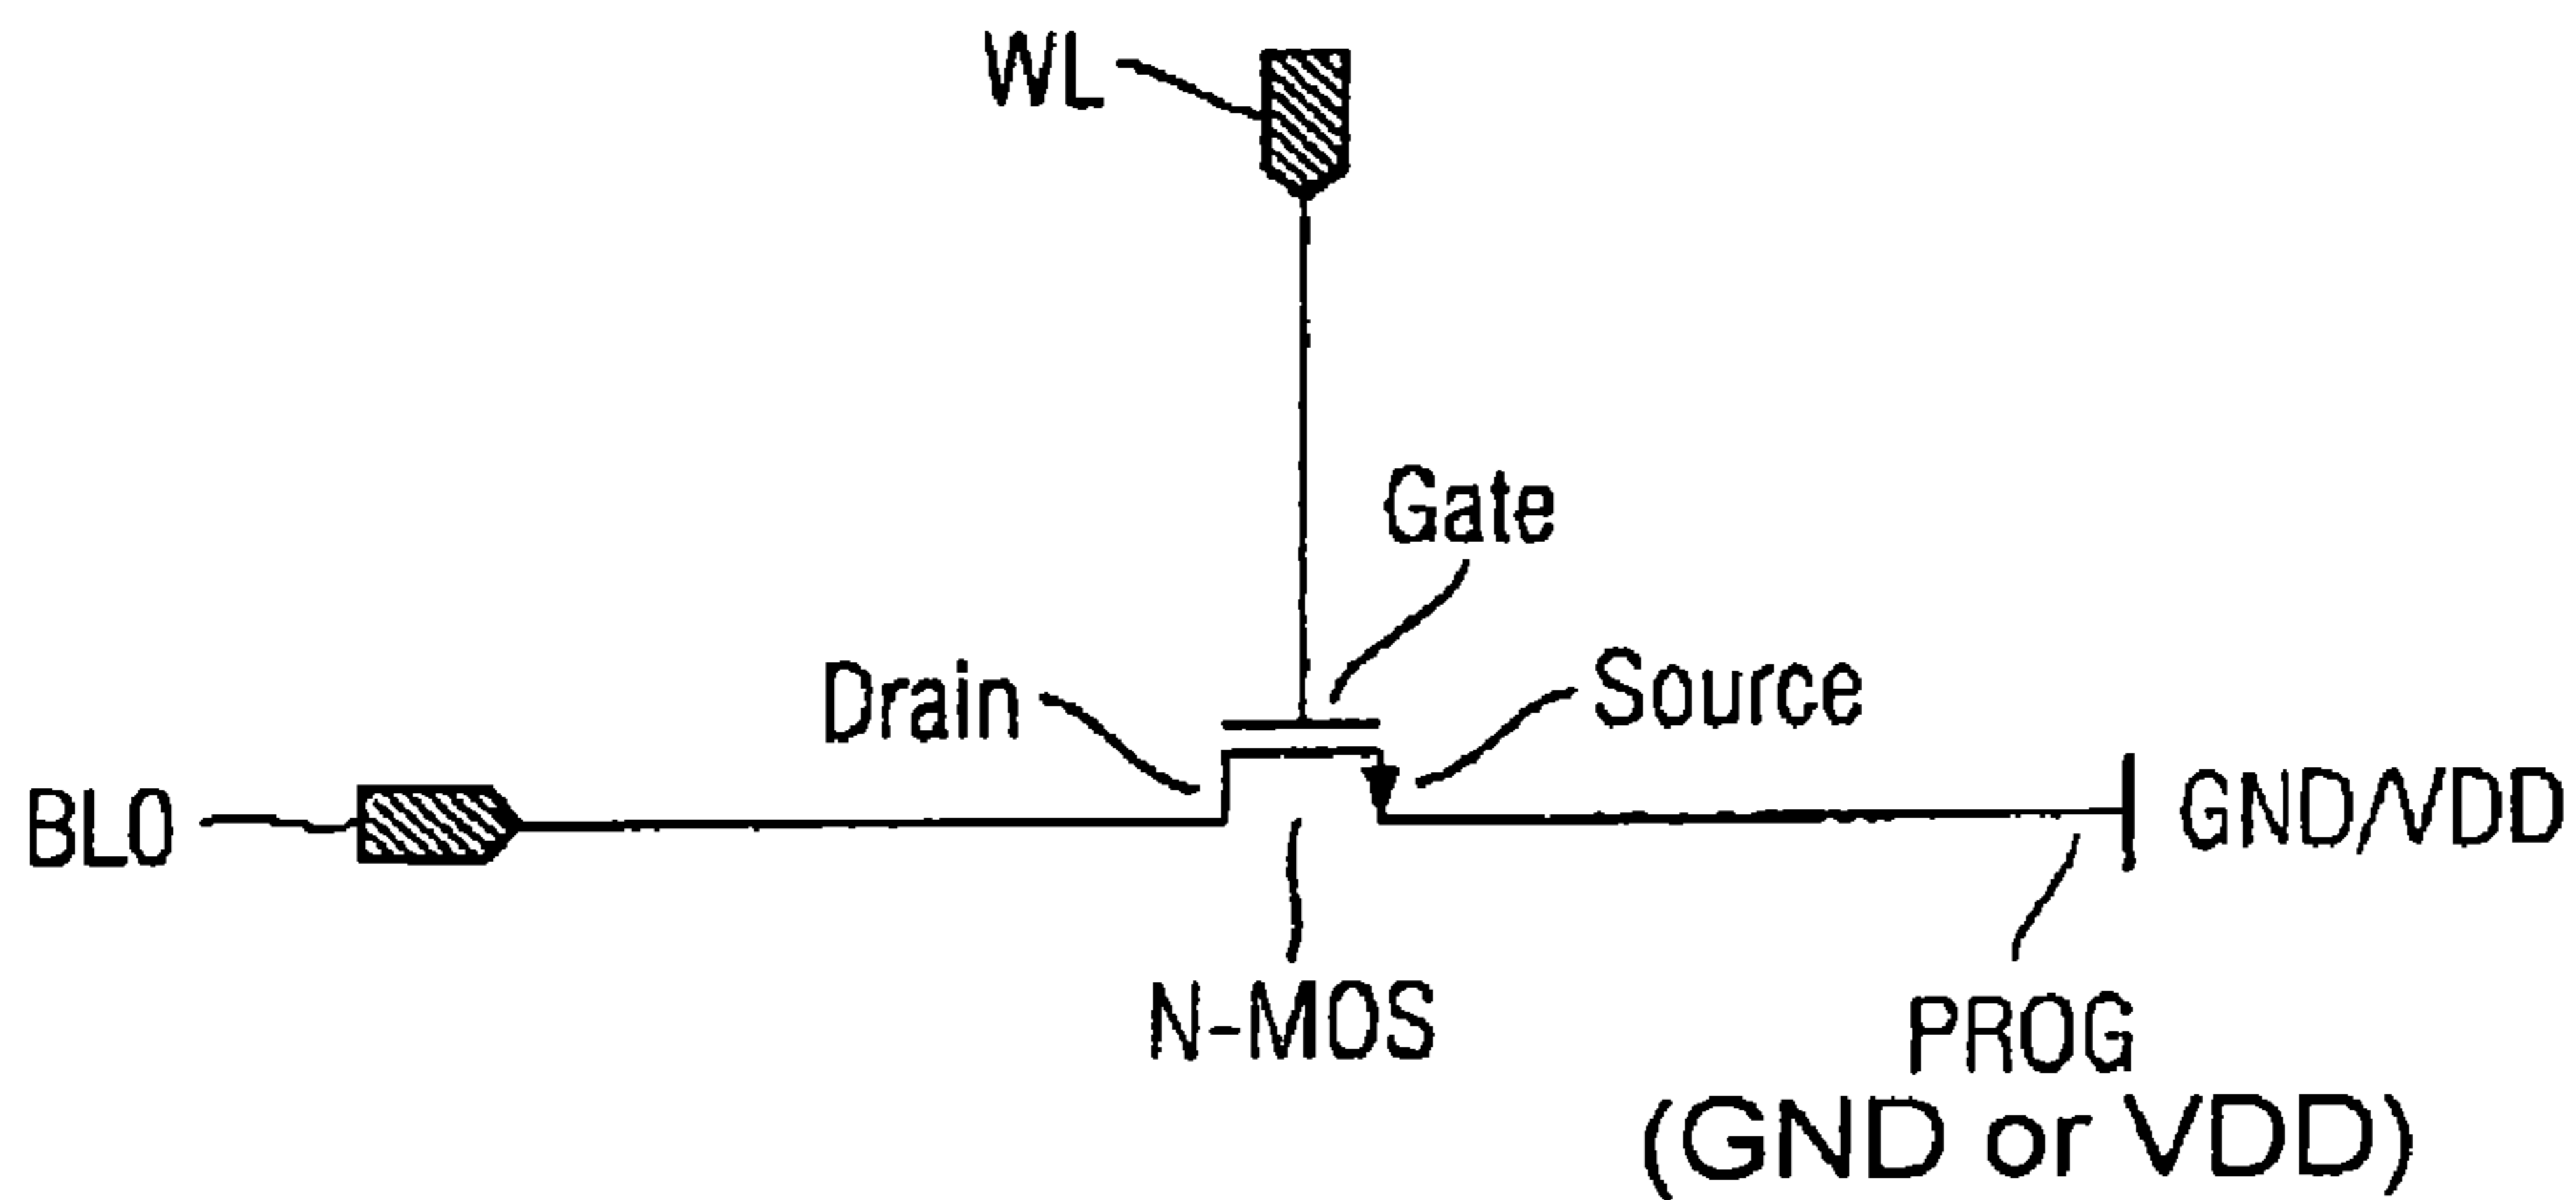 WL
Gate
Drain
Source
BL0
GND/VDD
N-MOS
PROG
(GND or VDD)